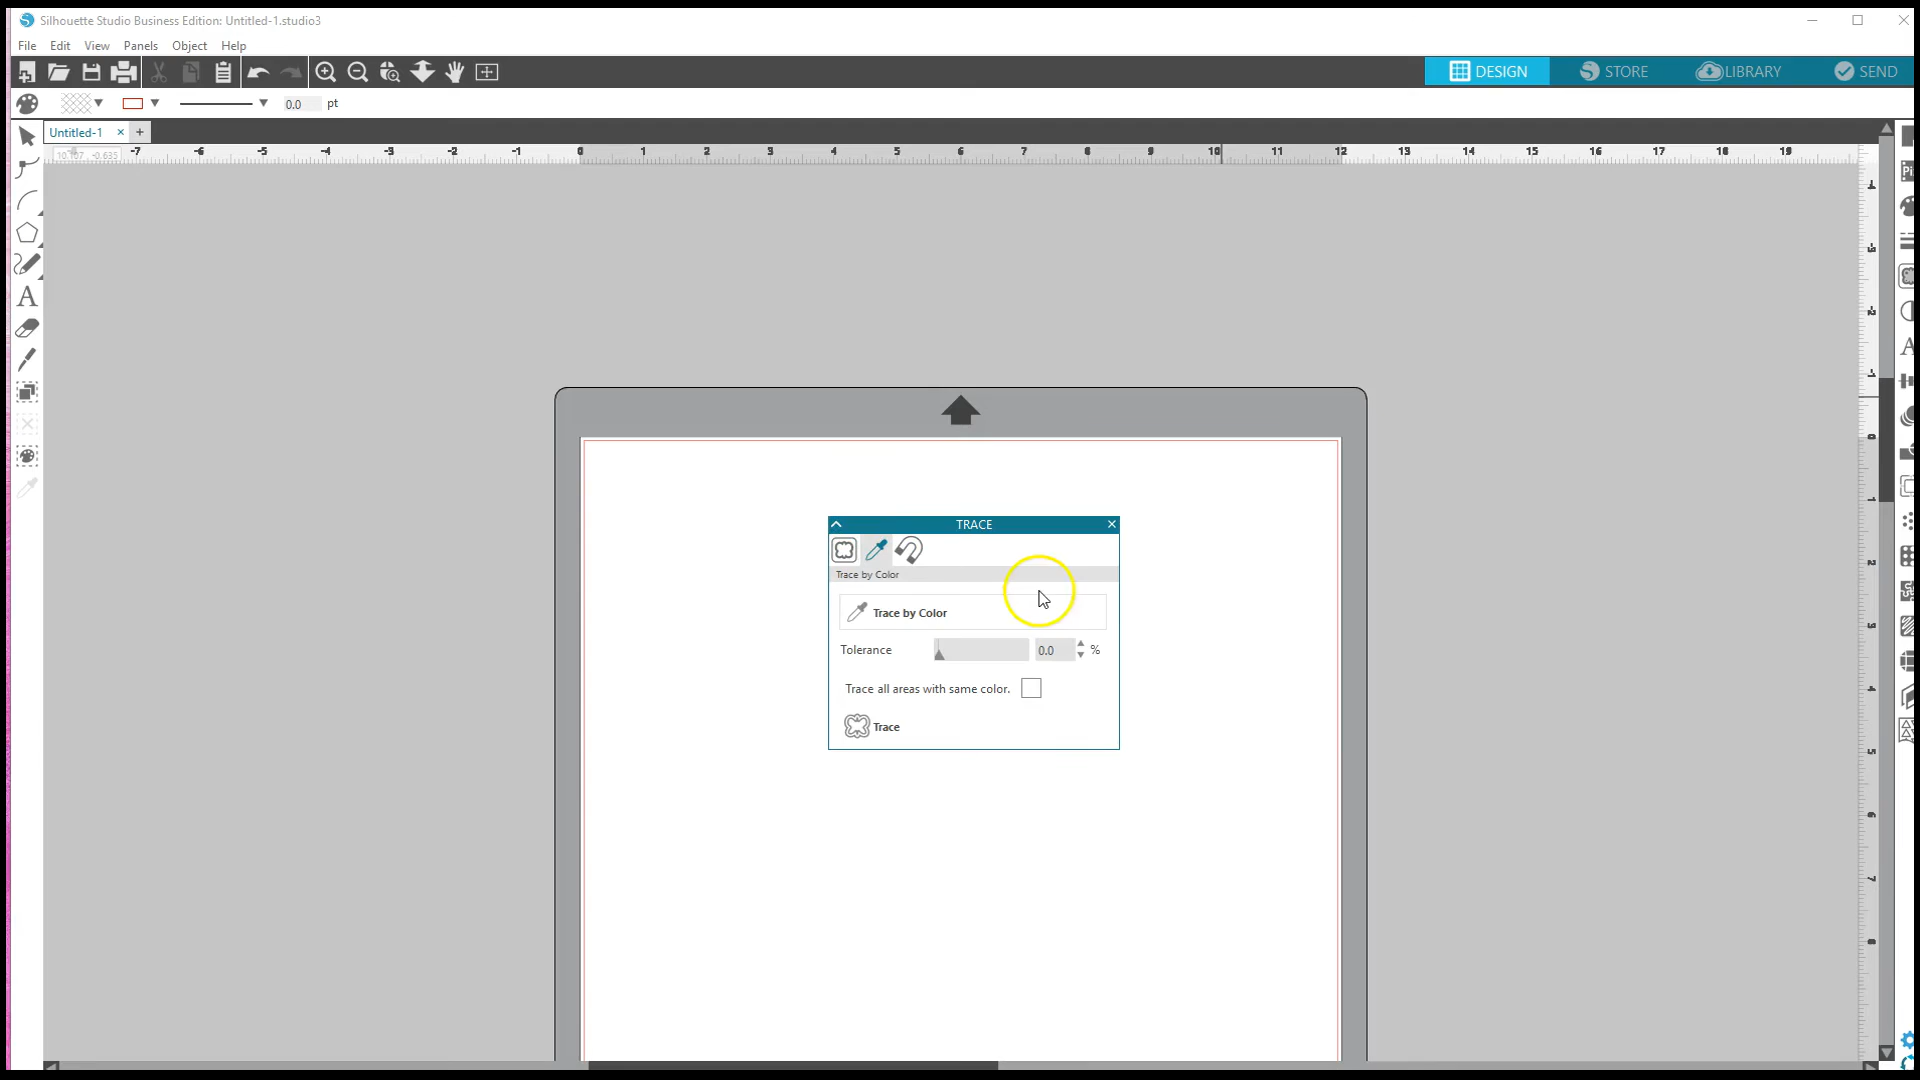 Silhouette Studio Business Edition: Untitled-1.studio3
File Edit View Panels Object Help
DESIGN STORE LIBRARY SEND
0.0 pt
Untitled-1
-7 -6 -5 -4 -3 -2 -1 0 1 2 3 4 5 6 7 8 9 10 11 12 13 14 15 16 17 18 19
TRACE
Trace by Color
Trace by Color
Tolerance 0.0 %
Trace all areas with same color.
Trace